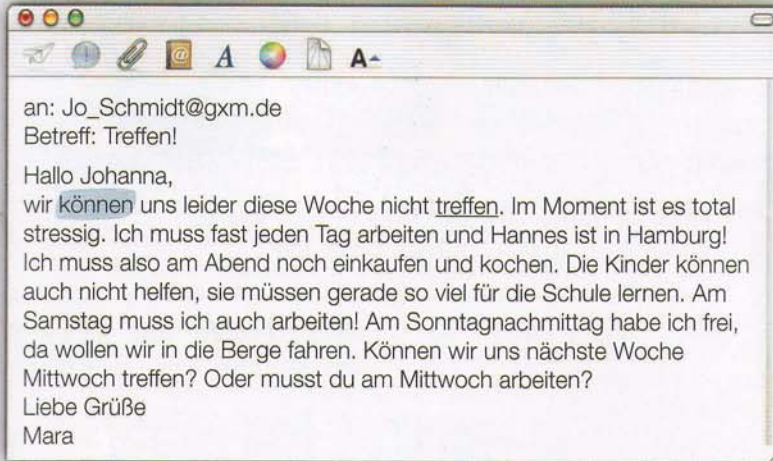 an: Jo_Schmidt@gxm.de
Betreff: Treffen!
Hallo Johanna,
wir können uns leider diese Woche nicht treffen. Im Moment ist es total
stressig. Ich muss fast jeden Tag arbeiten und Hannes ist in Hamburg!
Ich muss also am Abend noch einkaufen und kochen. Die Kinder können
auch nicht helfen, sie müssen gerade so viel für die Schule lernen. Am
Samstag muss ich auch arbeiten! Am Sonntagnachmittag habe ich frei,
da wollen wir in die Berge fahren. Können wir uns nächste Woche
Mittwoch treffen? Oder musst du am Mittwoch arbeiten?
Liebe Grüße
Mara